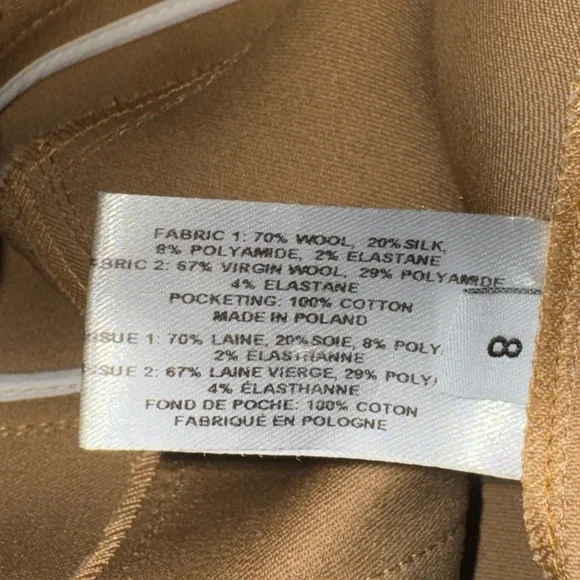 FABRIC 1: 70% WOOL, 20% SILK,
8% POLYAMIDE, 2% ELASTANE
ABRIC 2: 67% VIRGIN WOOL, 29% POLYAMIDE
4% ELASTANE
POCKETING: 100% COTTON
MADE IN POLAND
ISSUE 1: 70% LAINE, 20% SOIE, 8% POLY
2% ELASTHANNE
ISSUE 2: 67% LAINE VIERGE, 29% POLY
4% ÉLASTHANNE
FOND DE POCHE: 100% COTON
FABRIQUÉ EN POLOGNE
8